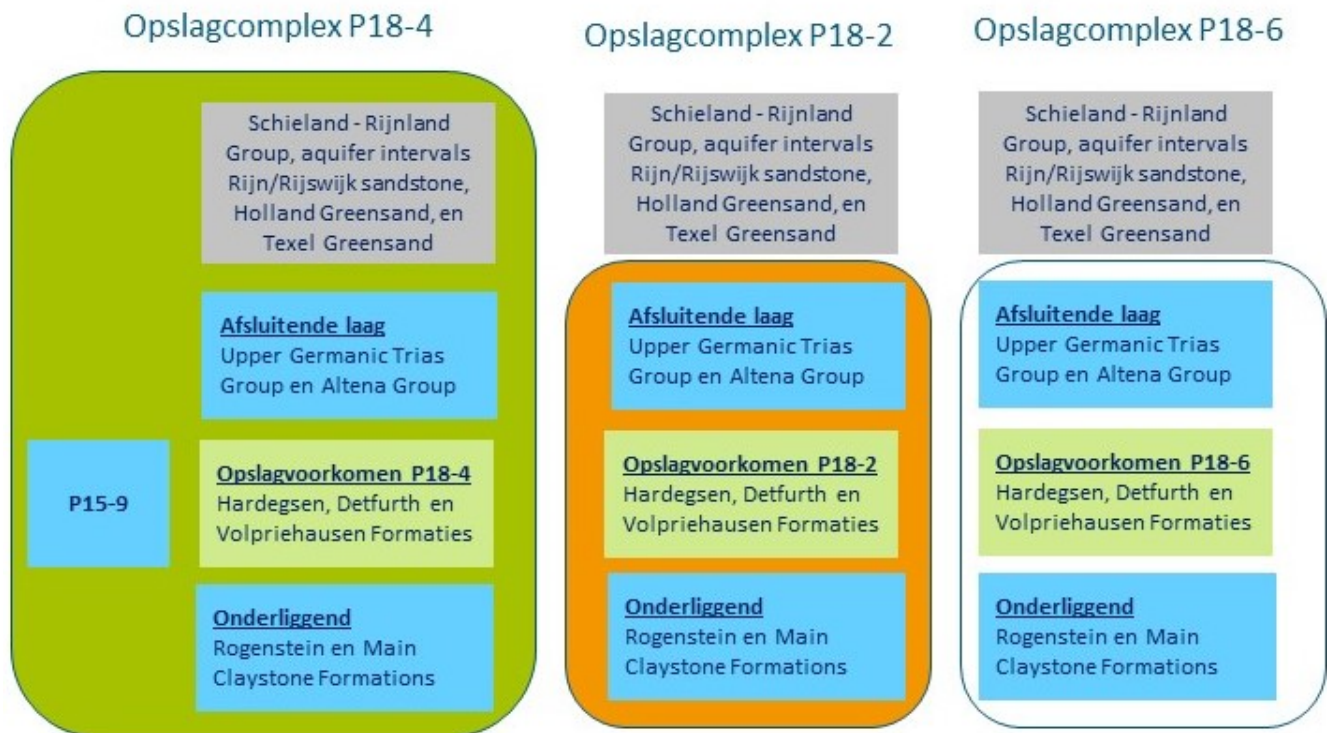 Opslagcomplex P18-4
Schieland - Rijnland
Group, aquifer intervals
Rijn/Rijswijk sandstone,
Holland Greensand, en
Texel Greensand
Afsluitende laag
Upper Germanic Trias
Group en Altena Group
P15-9
Opslagvoorkomen P18-4
Hardegsen, Detfurth en
Volpriehausen Formaties
Onderliggend
Rogenstein en Main
Claystone Formations
Opslagcomplex P18-2
Schieland - Rijnland
Group, aquifer intervals
Rijn/Rijswijk sandstone,
Holland Greensand, en
Texel Greensand
Afsluitende laag
Upper Germanic Trias
Group en Altena Group
Opslagvoorkomen P18-2
Hardegsen, Detfurth en
Volpriehausen Formaties
Onderliggend
Rogenstein en Main
Claystone Formations
Opslagcomplex P18-6
Schieland - Rijnland
Group, aquifer intervals
Rijn/Rijswijk sandstone,
Holland Greensand, en
Texel Greensand
Afsluitende laag
Upper Germanic Trias
Group en Altena Group
Opslagvoorkomen P18-6
Hardegsen, Detfurth en
Volpriehausen Formaties
Onderliggend
Rogenstein en Main
Claystone Formations